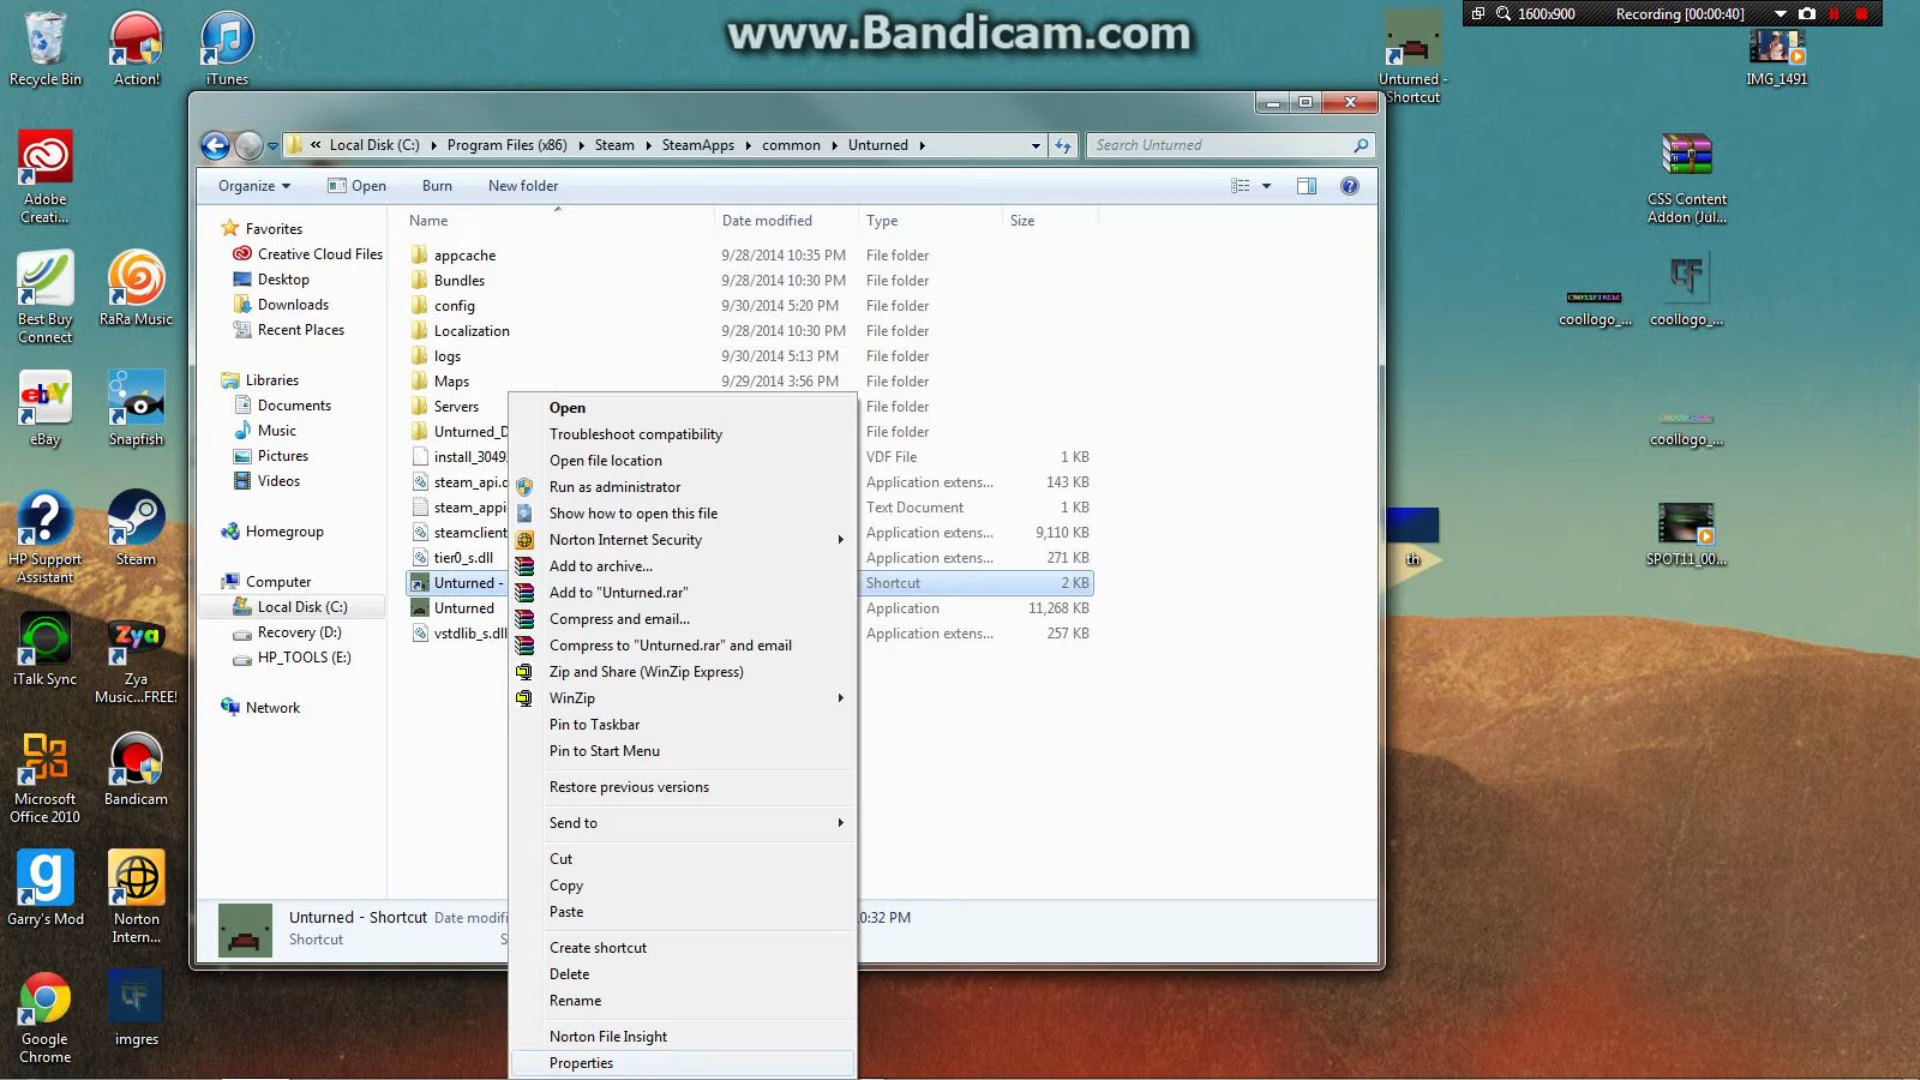 www.Bandicam.com
1600x900 Recording [00:00:40]
Recycle Bin
Action!
iTunes
Unturned -
Shortcut
IMG_1491
« Local Disk (C:) Program Files (x86) Steam SteamApps common Unturned
Search Unturned
Organize Open Burn New folder
Name Date modified Type Size
Adobe
Creati...
Best Buy
Connect
RaRa Music
eBay
Snapfish
HP Support
Assistant
Steam
iTalk Sync
Zya
Zya
Music...FREE!
Microsoft
Office 2010
Bandicam
Garry's Mod
Norton
Intern...
Google
Chrome
imgres
Favorites
Creative Cloud Files
Desktop
Downloads
Recent Places
Libraries
Documents
Music
Pictures
Videos
Homegroup
Computer
Local Disk (C:)
Recovery (D:)
HP_TOOLS (E:)
Network
appcache 9/28/2014 10:35 PM File folder
Bundles 9/28/2014 10:30 PM File folder
config 9/30/2014 5:20 PM File folder
Localization 9/28/2014 10:30 PM File folder
logs 9/30/2014 5:13 PM File folder
Maps 9/29/2014 3:56 PM File folder
Servers File folder
Unturned_D File folder
install_3049 VDF File 1 KB
steam_api.d Application extens... 143 KB
steam_appi Text Document 1 KB
steamclient Application extens... 9,110 KB
tier0_s.dll Application extens... 271 KB
Unturned - Shortcut 2 KB
Unturned Application 11,268 KB
vstdlib_s.dll Application extens... 257 KB
Open
Troubleshoot compatibility
Open file location
Run as administrator
Show how to open this file
Norton Internet Security
Add to archive...
Add to "Unturned.rar"
Compress and email...
Compress to "Unturned.rar" and email
Zip and Share (WinZip Express)
WinZip
Pin to Taskbar
Pin to Start Menu
Restore previous versions
Send to
Cut
Copy
Paste
Create shortcut
Delete
Rename
Norton File Insight
Properties
Unturned - Shortcut Date modifi 0:32 PM
Shortcut S
CSS Content
Addon (Jul...
CF
coollogo_...
coollogo_...
coollogo_...
th
SPOT11_00...